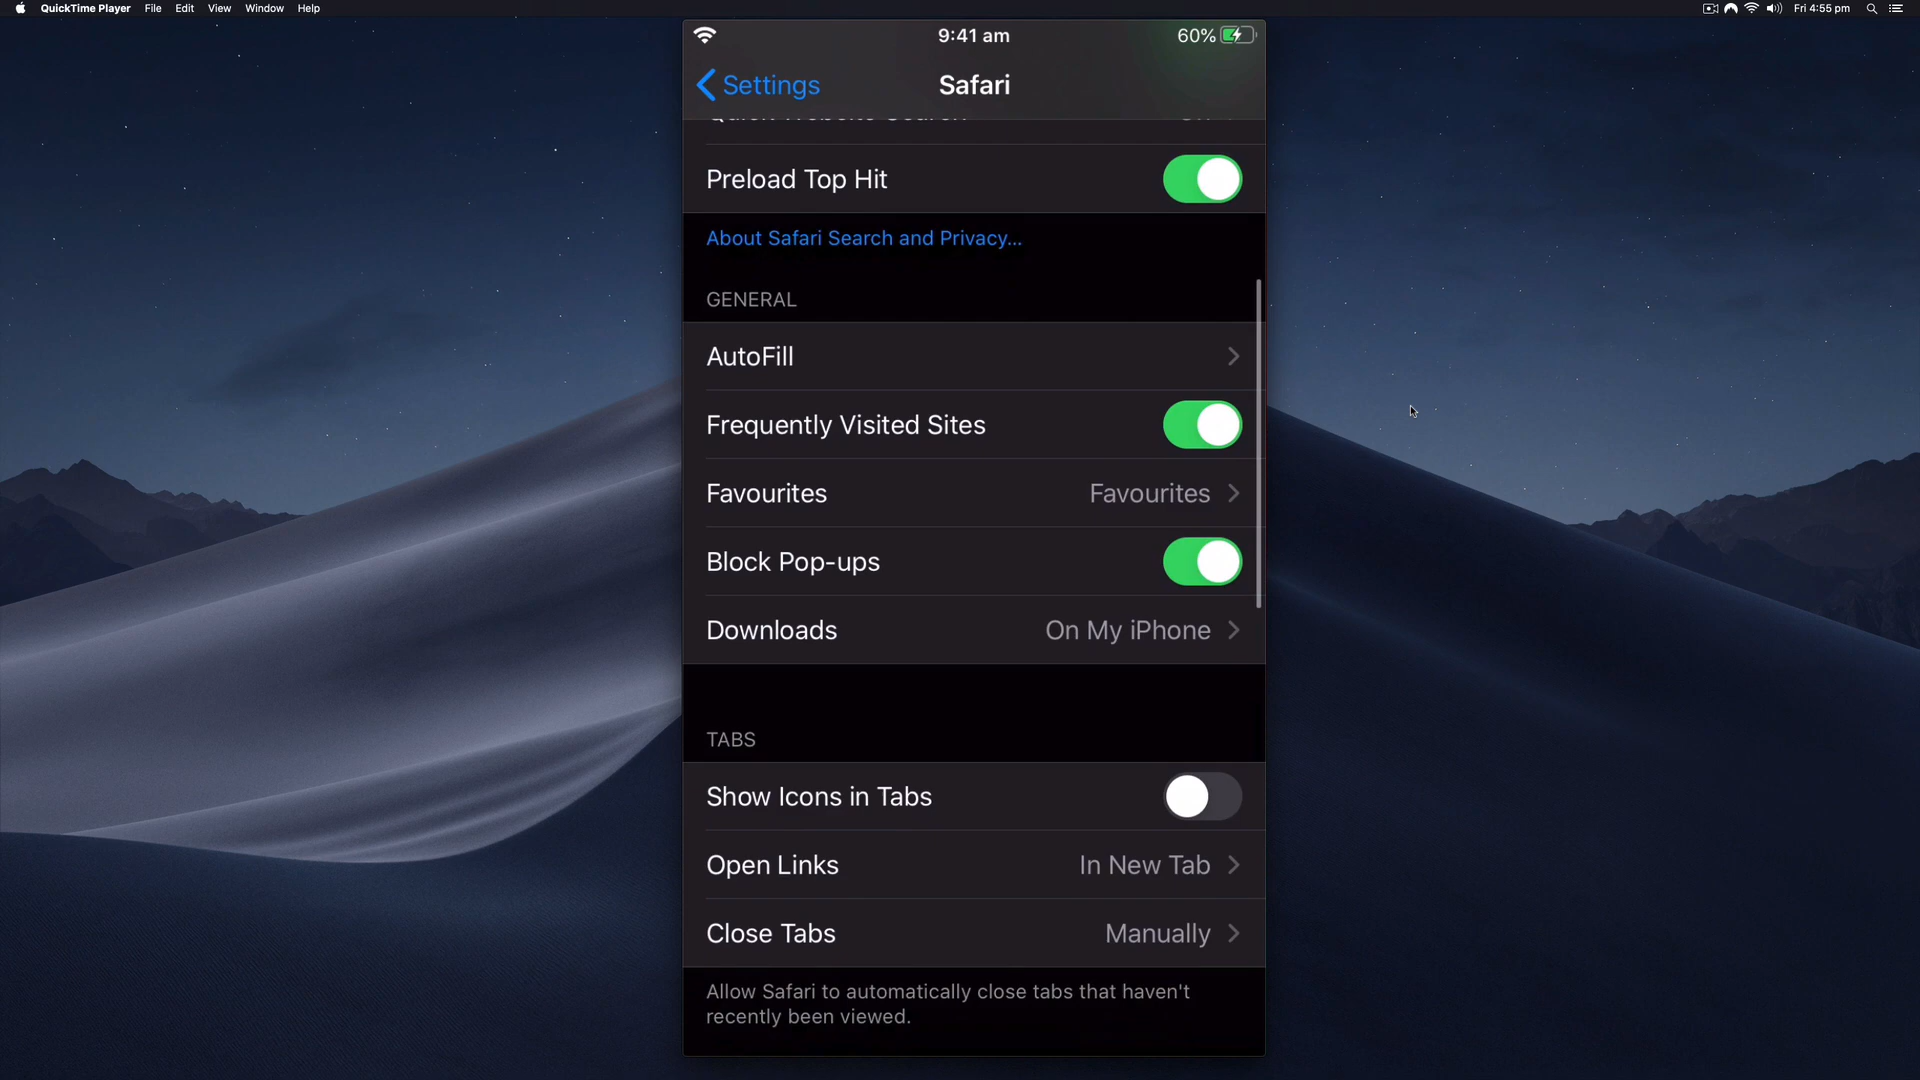 QuickTime Player File Edit View Window Help Fri 4:55 pm
9:41 am 60%
Settings Safari
Preload Top Hit
About Safari Search and Privacy...
GENERAL
AutoFill
Frequently Visited Sites
Favourites Favourites
Block Pop-ups
Downloads On My iPhone
TABS
Show Icons in Tabs
Open Links In New Tab
Close Tabs Manually
Allow Safari to automatically close tabs that haven't
recently been viewed.